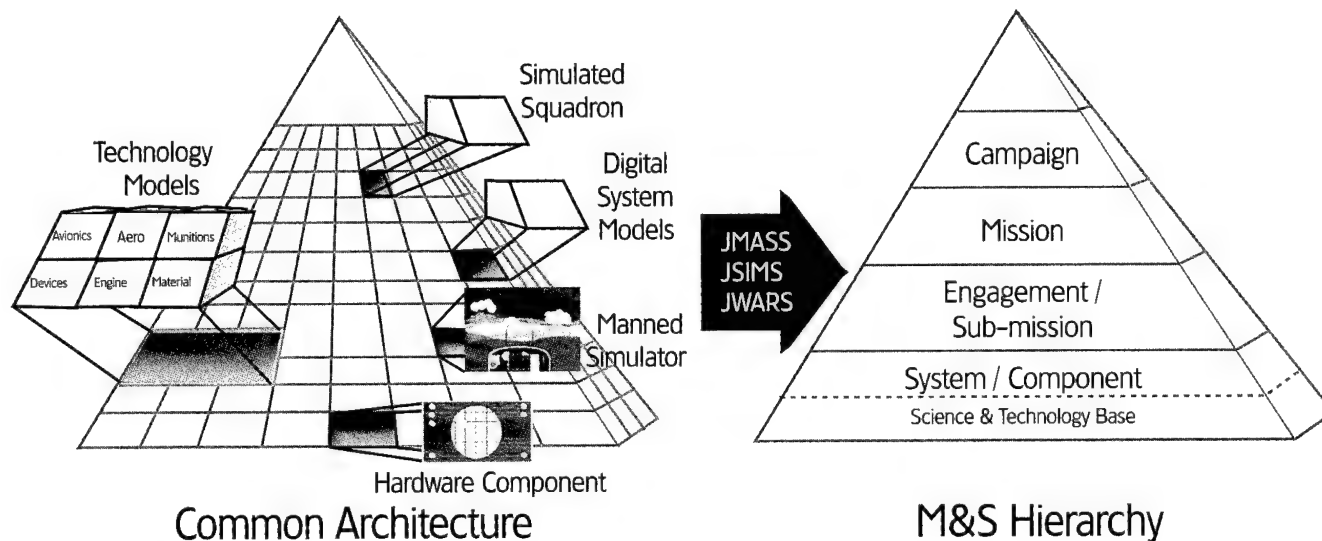 Simulated
Squadron
Technology
Models
Digital
System
Models
Avionics
Aero
Munitions
Devices
Engine
Material
Manned
Simulator
Hardware Component
Common Architecture
JMASS
JSIMS
JWARS
Campaign
Mission
Engagement /
Sub-mission
System / Component
Science & Technology Base
M&S Hierarchy